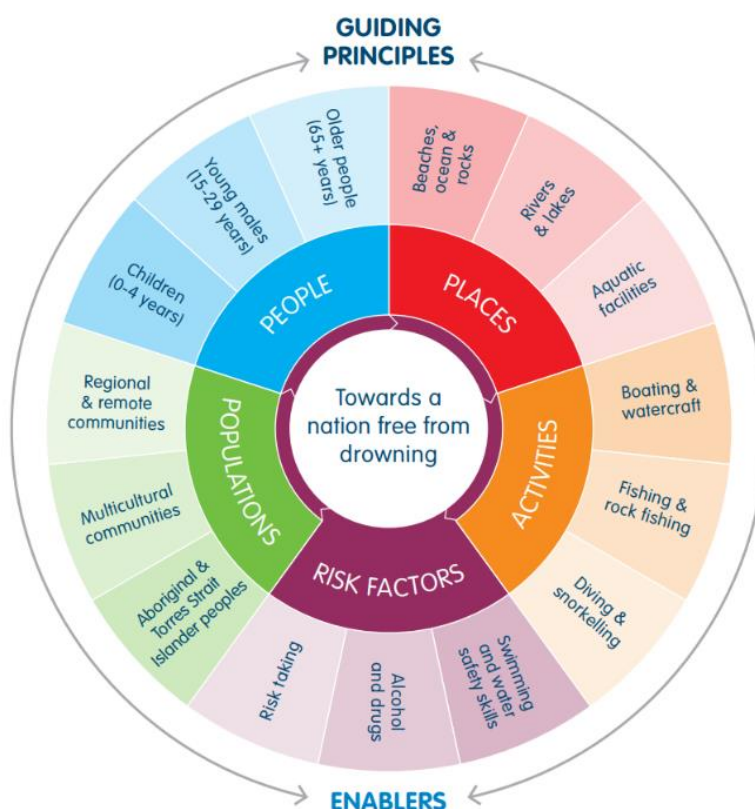 GUIDING
PRINCIPLES
Older people
(65+ years)
Young males
(15-29 years)
Children
(0-4 years)
PEOPLE
Beaches,
ocean &
rocks
Rivers
& lakes
Aquatic
facilities
PLACES
Boating &
watercraft
Fishing &
rock fishing
Diving &
snorkelling
ACTIVITIES
Swimming
and water
safety skills
Alcohol
and drugs
Risk taking
RISK FACTORS
Aboriginal &
Torres Strait
Islander peoples
Multicultural
communities
Regional
& remote
communities
POPULATIONS
Towards a
nation free from
drowning
ENABLERS